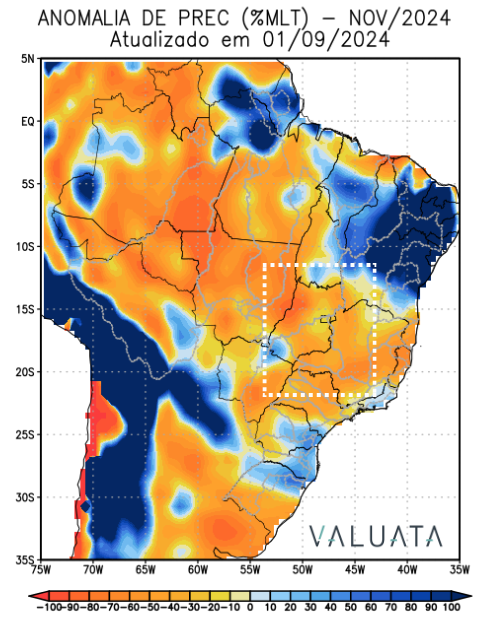 ANOMALIA DE PREC (%MLT) – NOV/2024
Atualizado em 01/09/2024
5N
EQ
5S
10S
15S
20S
25S
30S
35S
VALUATA
75W 70W 65W 60W 55W 50W 45W 40W 35W
-100 -90 -80 -70 -60 -50 -40 -30 -20 -10 0 10 20 30 40 50 60 70 80 90 100